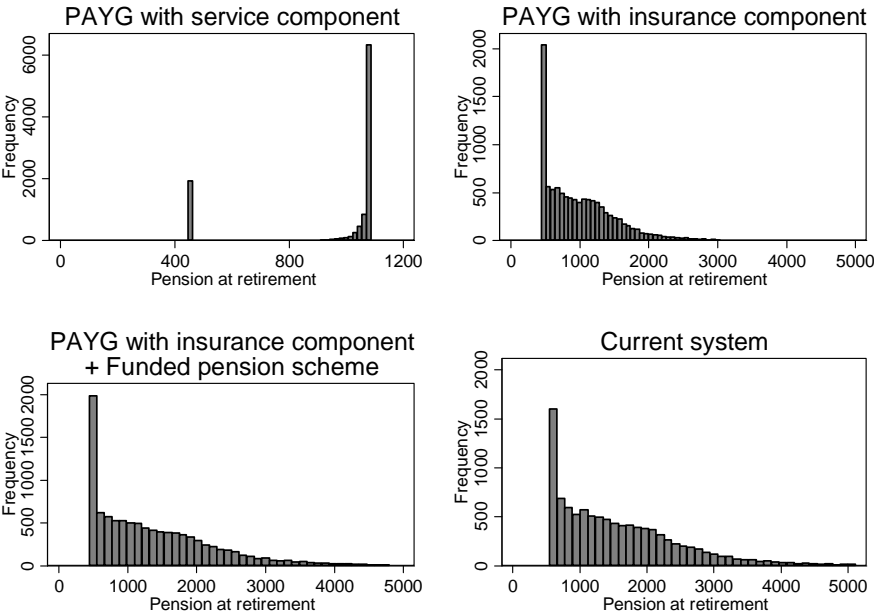 PAYG with service component
Frequency
6000
4000
2000
0
0 400 800 1200
Pension at retirement
PAYG with insurance component
Frequency
2000
1500
1000
500
0
0 1000 2000 3000 4000 5000
Pension at retirement
PAYG with insurance component
+ Funded pension scheme
Frequency
2000
1500
1000
500
0
0 1000 2000 3000 4000 5000
Pension at retirement
Current system
Frequency
2000
1500
1000
500
0
0 1000 2000 3000 4000 5000
Pension at retirement